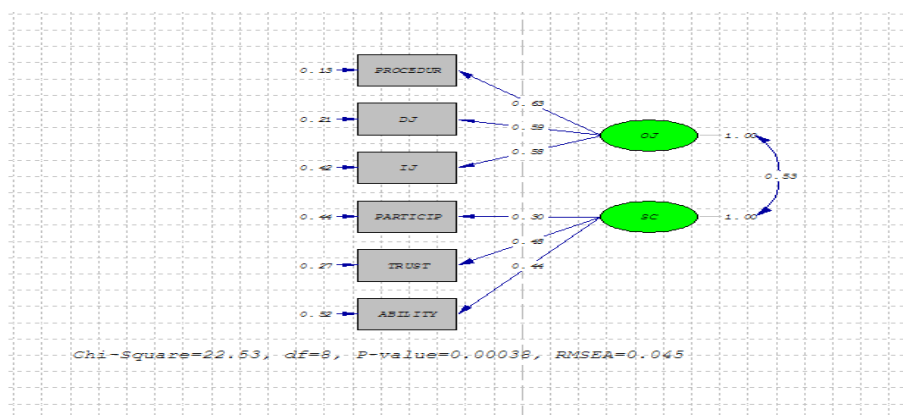 0.13 PROCEDUR
0.63
0.21 DJ
0.59
OJ 1.00
0.42 IJ
0.58
0.53
0.44 PARTICIP
0.30
SC 1.00
0.27 TRUST
0.44
0.52 ABILITY
Chi-Square=22.53, df=8, P-value=0.00038, RMSEA=0.045